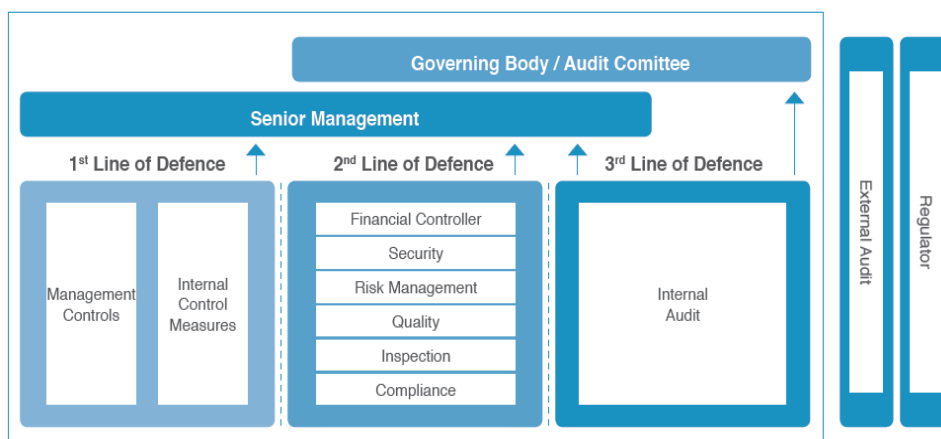 Governing Body / Audit Comittee
Senior Management
1st Line of Defence
2nd Line of Defence
3rd Line of Defence
Management
Controls
Internal
Control
Measures
Financial Controller
Security
Risk Management
Quality
Inspection
Compliance
Internal
Audit
External Audit
Regulator